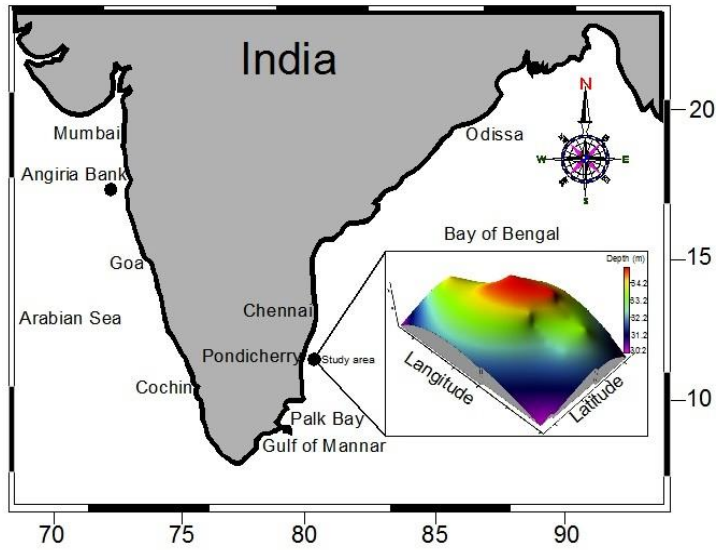 India
N
W
E
S
Mumbai
Odissa
20
Angiria Bank
Bay of Bengal
Depth (m)
34.2
33.2
32.2
31.2
30.2
15
Goa
Arabian Sea
Chennai
Pondicherry
Study area
Langitude
Latitude
Cochin
10
Palk Bay
Gulf of Mannar
70
75
80
85
90